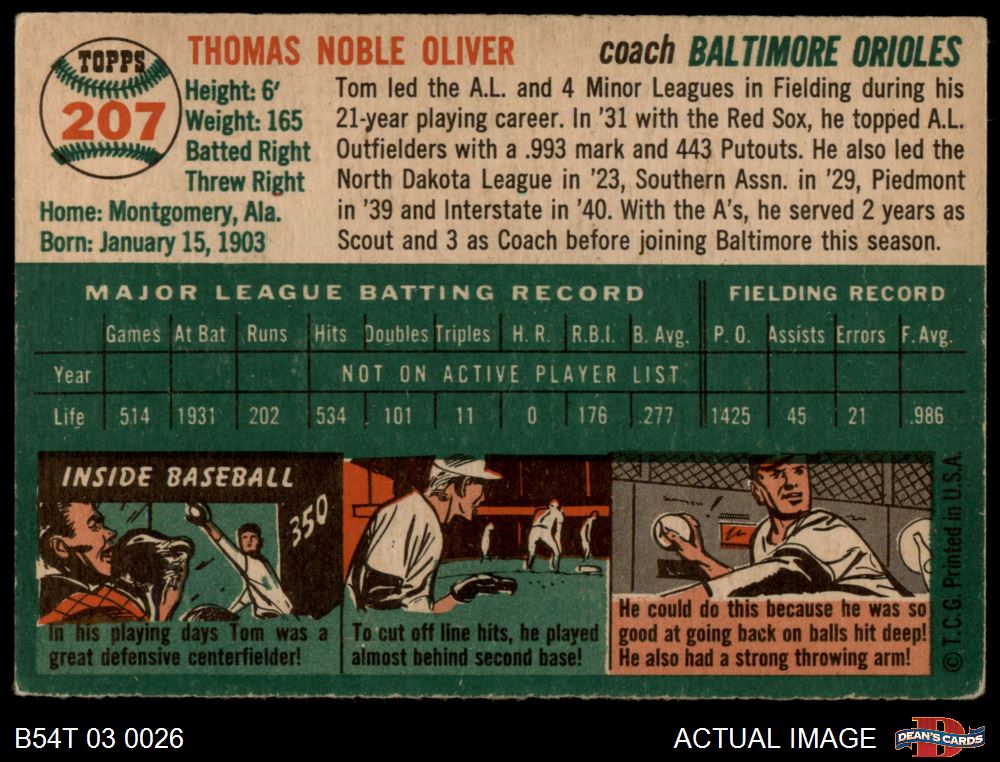 TOPPS
207
THOMAS NOBLE OLIVER
coach BALTIMORE ORIOLES
Height: 6'
Weight: 165
Batted Right
Threw Right
Home: Montgomery, Ala.
Born: January 15, 1903
Tom led the A.L. and 4 Minor Leagues in Fielding during his
21-year playing career. In '31 with the Red Sox, he topped A.L.
Outfielders with a .993 mark and 443 Putouts. He also led the
North Dakota League in '23, Southern Assn. in '29, Piedmont
in '39 and Interstate in '40. With the A's, he served 2 years as
Scout and 3 as Coach before joining Baltimore this season.
MAJOR LEAGUE BATTING RECORD FIELDING RECORD
Games At Bat Runs Hits Doubles Triples H. R. R.B.I. B. Avg. P. O. Assists Errors F. Avg.
Year NOT ON ACTIVE PLAYER LIST
Life 514 1931 202 534 101 11 0 176 .277 1425 45 21 .986
INSIDE BASEBALL
350
In his playing days Tom was a
great defensive centerfielder!
To cut off line hits, he played
almost behind second base!
He could do this because he was so
good at going back on balls hit deep!
He also had a strong throwing arm!
© T.C.G. Printed in U.S.A.
B54T 03 0026
ACTUAL IMAGE
D
DEAN'S CARDS